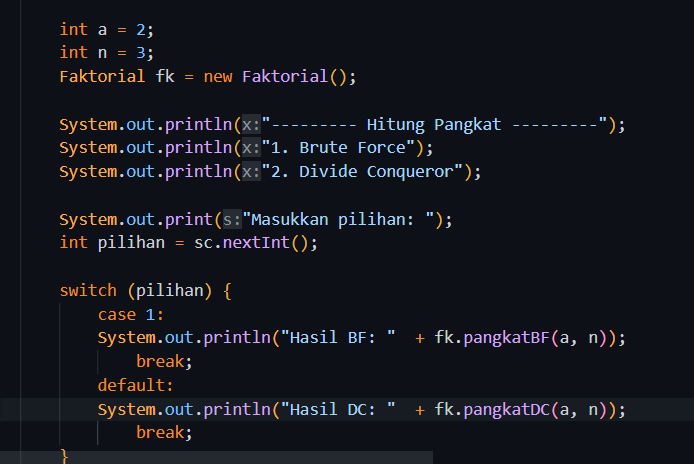 int a = 2;
int n = 3;
Faktorial fk = new Faktorial();
System.out.println(x:"--------- Hitung Pangkat ---------");
System.out.println(x:"1. Brute Force");
System.out.println(x:"2. Divide Conqueror");
System.out.print(s:"Masukkan pilihan: ");
int pilihan = sc.nextInt();
switch (pilihan) {
case 1:
System.out.println("Hasil BF: "  + fk.pangkatBF(a, n));
break;
default:
System.out.println("Hasil DC: "  + fk.pangkatDC(a, n));
break;
}